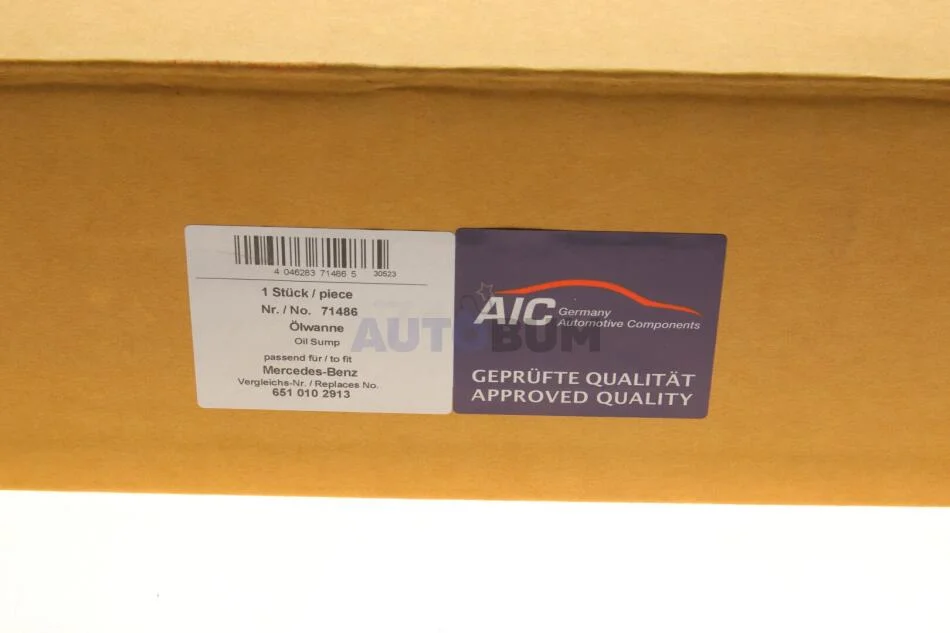 4 046283 71486 5 30523
1 Stück / piece
Nr. / No. 71486
Ölwanne
Oil Sump
passend für / to fit
Mercedes-Benz
Vergleichs-Nr. / Replaces No.
651 010 2913
AIC Germany
Automotive Components
GEPRÜFTE QUALITÄT
APPROVED QUALITY
AUTOBUM